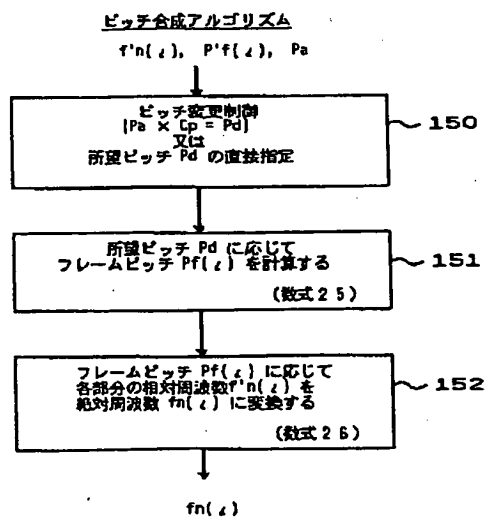 ピッチ合成アルゴリズム
f'n(ι), P'f(ι), Pa
ピッチ変更制御
|Pa × Cp = Pd|
又は
所望ピッチ Pd の直接指定
150
所望ピッチ Pd に応じて
フレームピッチ Pf(ι) を計算する
(数式25)
151
フレームピッチ Pf(ι) に応じて
各部分の相対周波数f'n(ι) を
絶対周波数 fn(ι) に変換する
(数式26)
152
fn(ι)